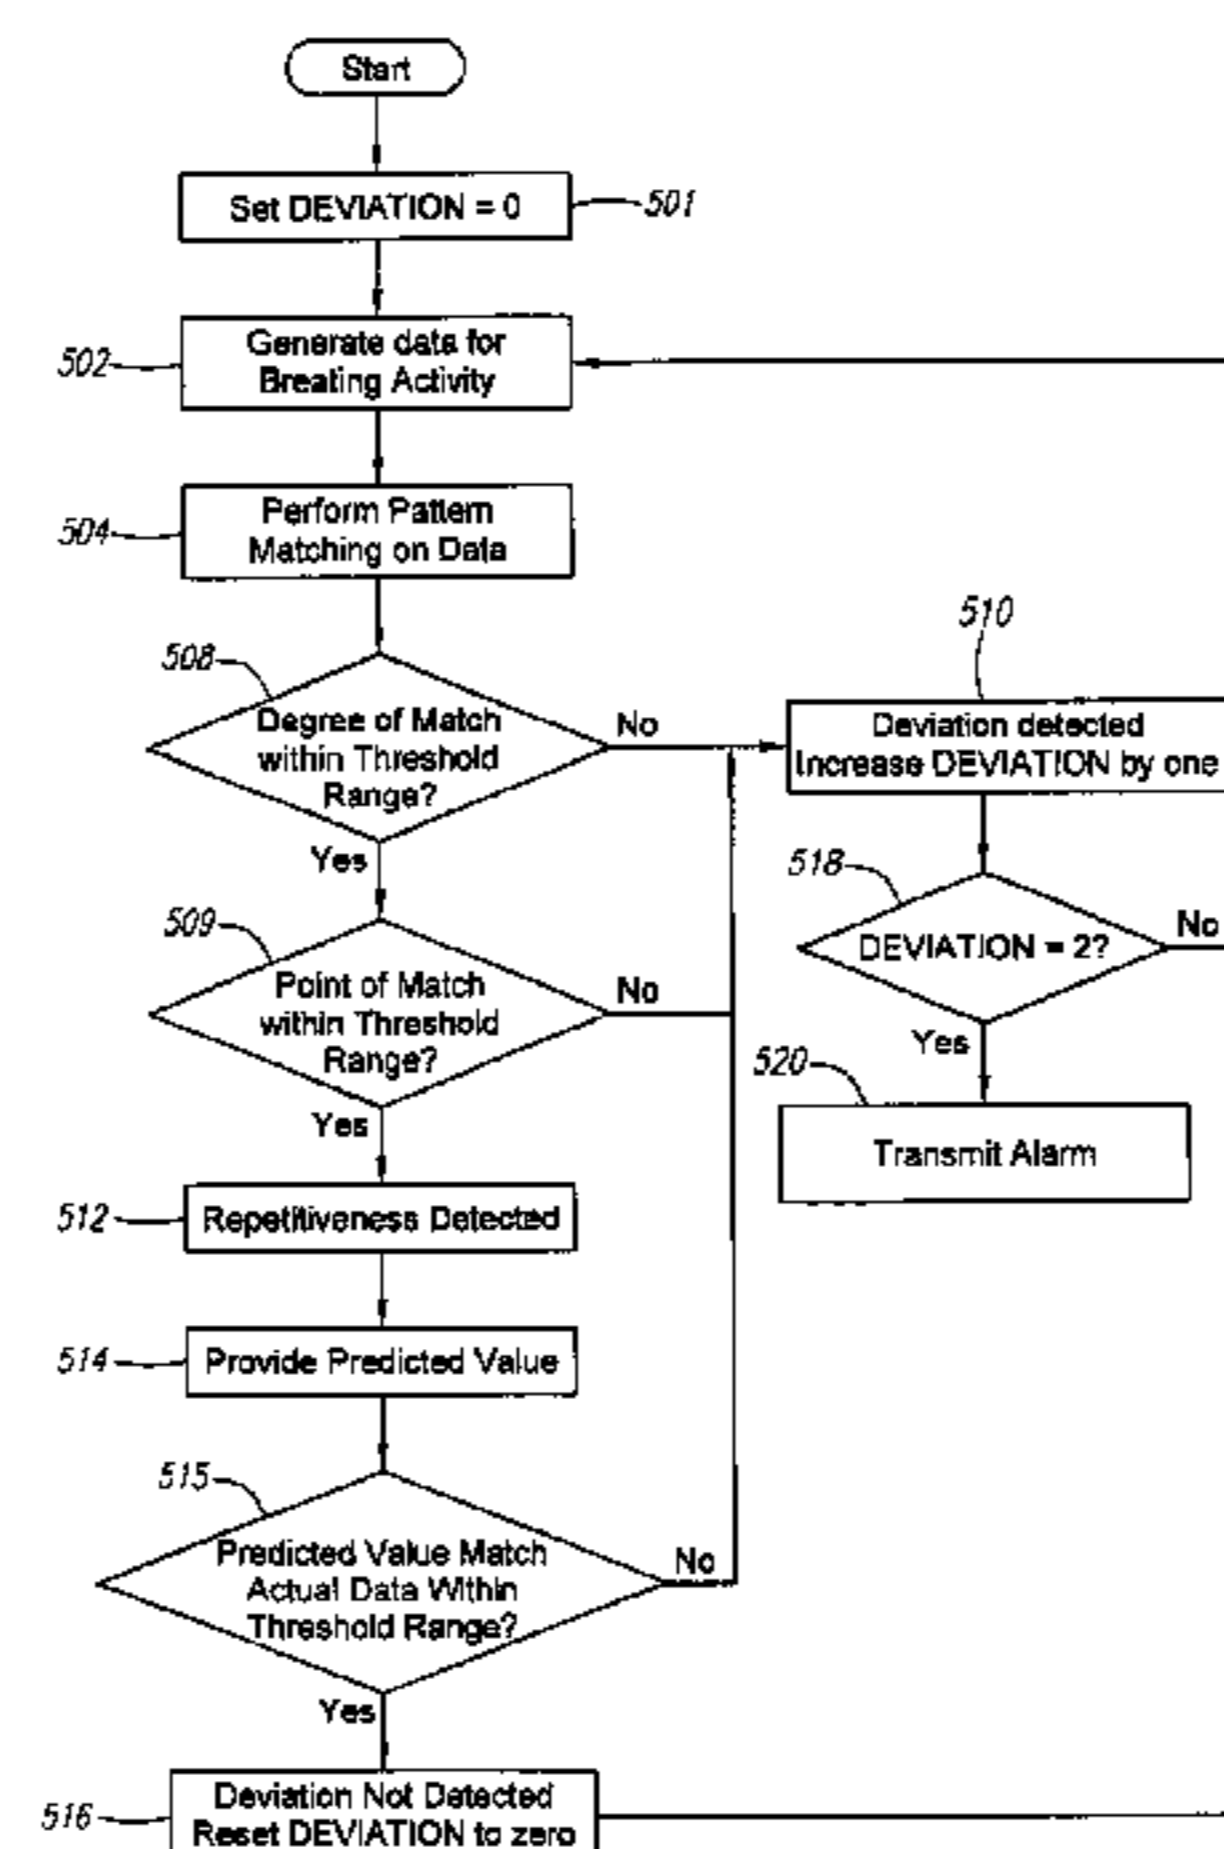 Start
Set DEVIATION = 0
501
502
Generate data for
Breating Activity
504
Perform Pattern
Matching on Data
508
Degree of Match
within Threshold
Range?
No
Yes
510
Deviation detected
Increase DEVIATION by one
518
DEVIATION = 2?
No
Yes
520
Transmit Alarm
509
Point of Match
within Threshold
Range?
No
Yes
512
Repetitiveness Detected
514
Provide Predicted Value
515
Predicted Value Match
Actual Data Within
Threshold Range?
No
Yes
516
Deviation Not Detected
Reset DEVIATION to zero